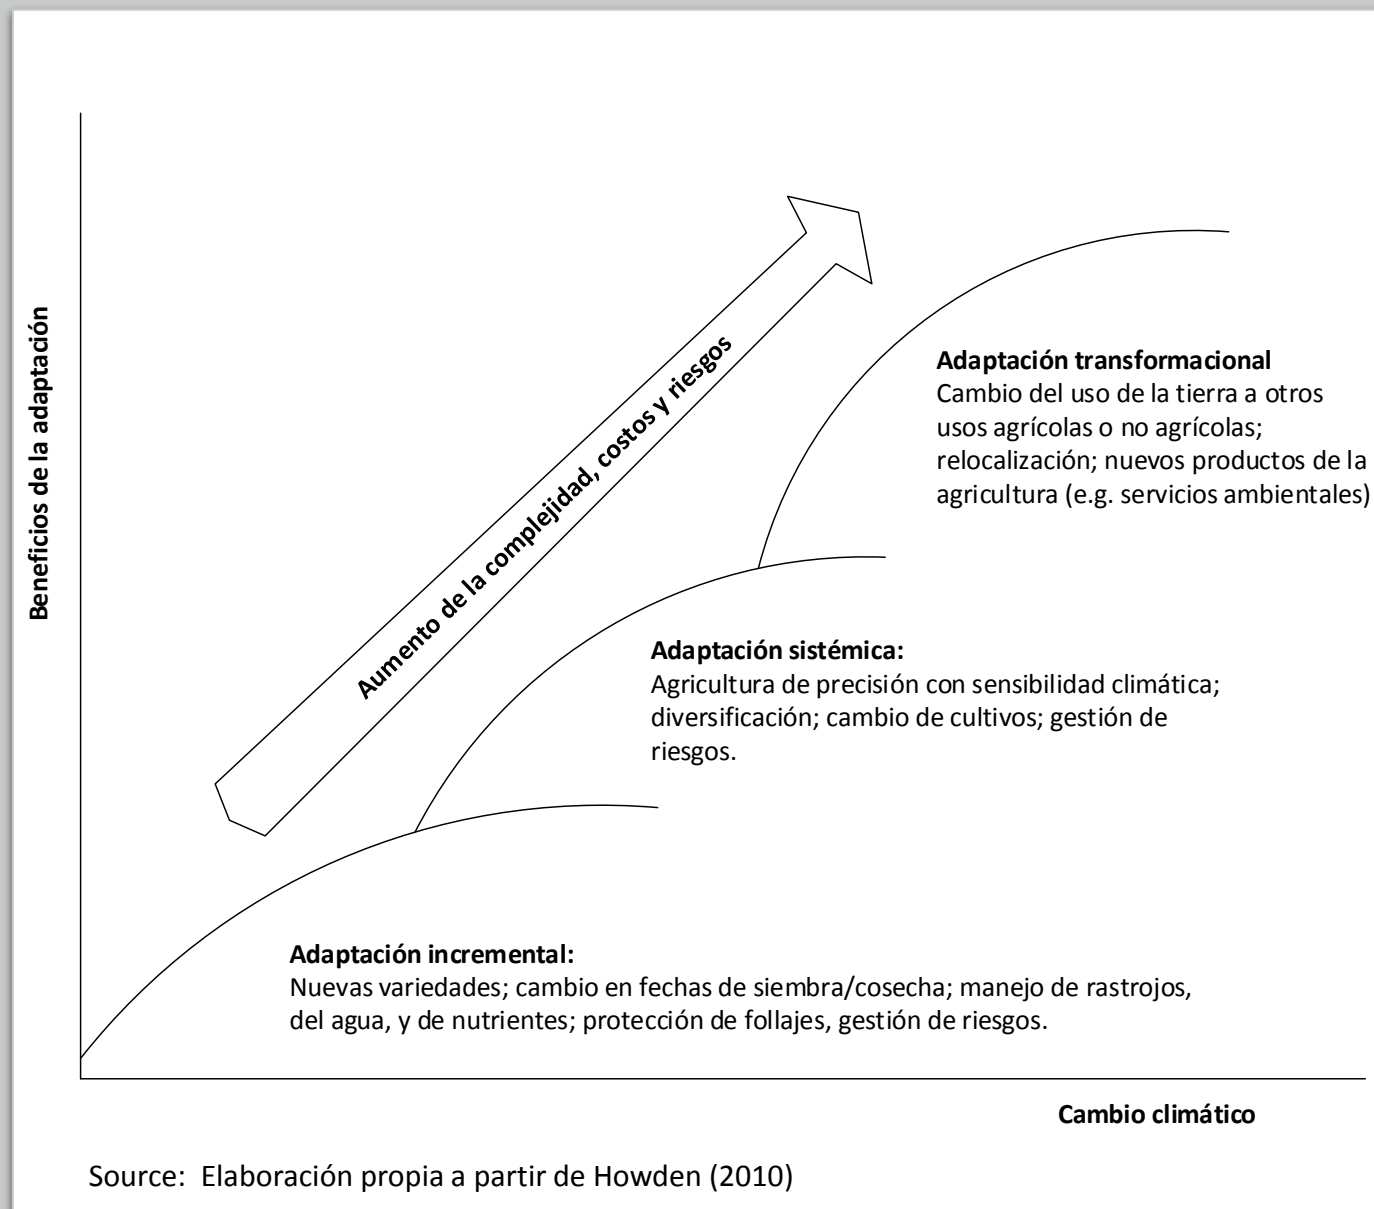 Beneficios de la adaptación
Aumento de la complejidad, costos y riesgos
Adaptación transformacional
Cambio del uso de la tierra a otros
usos agrícolas o no agrícolas;
relocalización; nuevos productos de la
agricultura (e.g. servicios ambientales)
Adaptación sistémica:
Agricultura de precisión con sensibilidad climática;
diversificación; cambio de cultivos; gestión de
riesgos.
Adaptación incremental:
Nuevas variedades; cambio en fechas de siembra/cosecha; manejo de rastrojos,
del agua, y de nutrientes; protección de follajes, gestión de riesgos.
Cambio climático
Source: Elaboración propia a partir de Howden (2010)